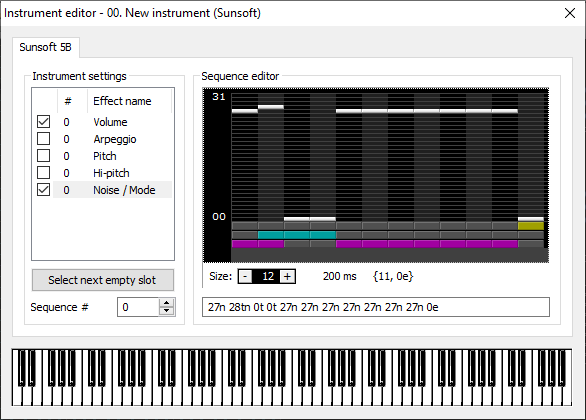 Instrument editor - 00. New instrument (Sunsoft)
Sunsoft 5B
Instrument settings
# Effect name
0 Volume
0 Arpeggio
0 Pitch
0 Hi-pitch
0 Noise / Mode
Select next empty slot
Sequence # 0
Sequence editor
31
00
Size: - 12 + 200 ms {11, 0e}
27n 28tn 0t 0t 27n 27n 27n 27n 27n 27n 27n 0e